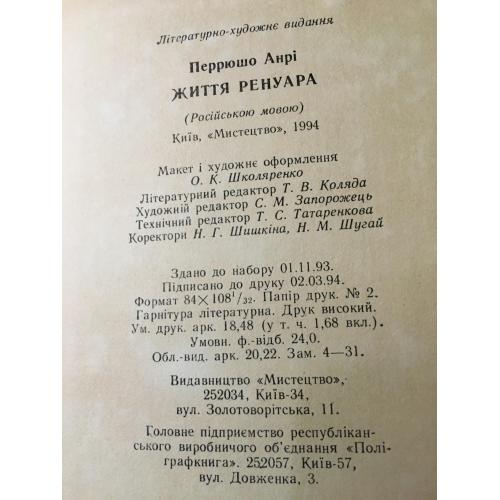 Літературно-художнє видання
Перрюшо Анрі
ЖИТТЯ РЕНУАРА
(Російською мовою)
Київ, «Мистецтво», 1994
Макет і художнє оформлення
О. К. Школяренко
Літературний редактор Т. В. Коляда
Художній редактор С. М. Запорожець
Технічний редактор Т. С. Татаренкова
Коректори Н. Г. Шишкіна, Н. М. Шугай
Здано до набору 01.11.93.
Підписано до друку 02.03.94.
Формат 84×108¹/₃₂. Папір друк. № 2.
Гарнітура літературна. Друк високий.
Ум. друк. арк. 18,48 (у т. ч. 1,68 вкл.).
Умовн. ф.-відб. 24,0.
Обл.-вид. арк. 20,22. Зам. 4—31.
Видавництво «Мистецтво»,
252034, Київ-34,
вул. Золотоворітська, 11.
Головне підприємство республікан-
ського виробничого об'єднання «Полі-
графкнига». 252057, Київ-57,
вул. Довженка, 3.